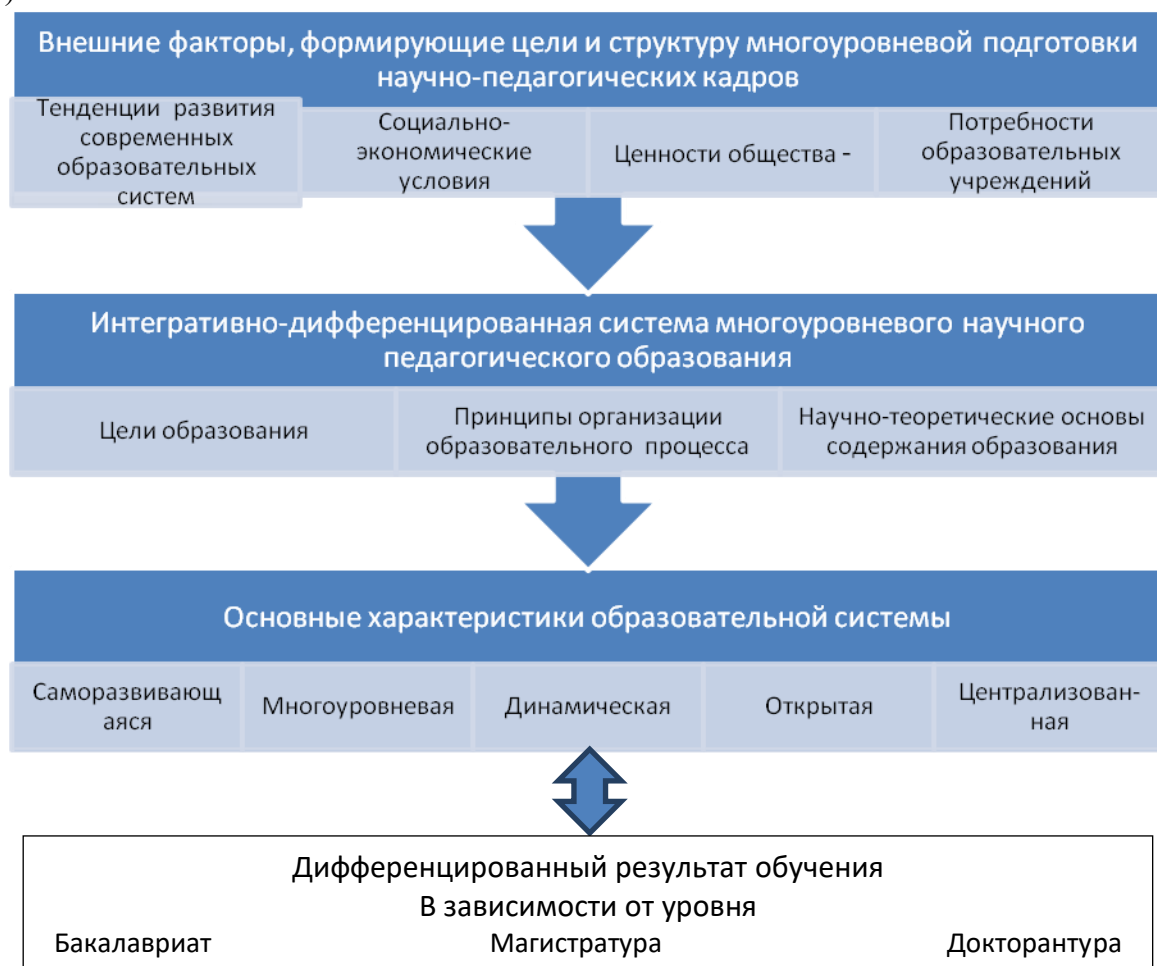 )
Внешние факторы, формирующие цели и структуру многоуровневой подготовки
научно-педагогических кадров
Тенденции развития
современных
образовательных
систем
Социально-
экономические
условия
Ценности общества -
Потребности
образовательных
учреждений
Интегративно-дифференцированная система многоуровневого научного
педагогического образования
Цели образования
Принципы организации
образовательного процесса
Научно-теоретические основы
содержания образования
Основные характеристики образовательной системы
Саморазвивающ
аяся
Многоуровневая
Динамическая
Открытая
Централизован-
ная
Дифференцированный результат обучения
В зависимости от уровня
Бакалавриат Магистратура Докторантура